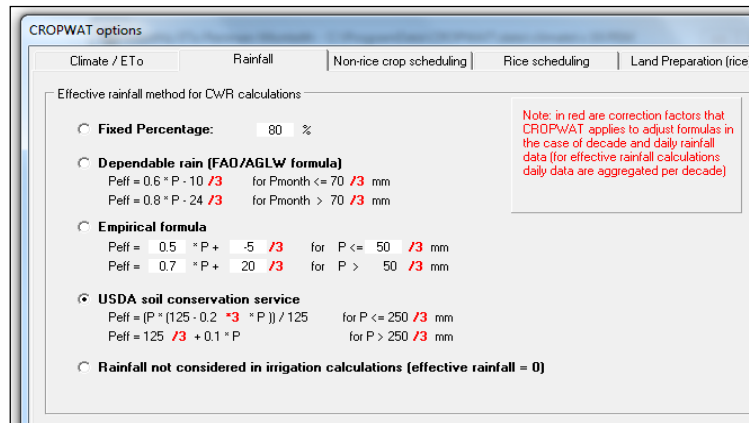 CROPWAT options
Climate / ETo
Rainfall
Non-rice crop scheduling
Rice scheduling
Land Preparation (rice
Effective rainfall method for CWR calculations
Fixed Percentage: 80 %
Dependable rain (FAO/AGLW formula)
Peff = 0.6 * P - 10 /3 for Pmonth <= 70 /3 mm
Peff = 0.8 * P - 24 /3 for Pmonth > 70 /3 mm
Empirical formula
Peff = 0.5 * P + -5 /3 for P <= 50 /3 mm
Peff = 0.7 * P + 20 /3 for P > 50 /3 mm
USDA soil conservation service
Peff = (P * (125 - 0.2 *3 * P )) / 125 for P <= 250 /3 mm
Peff = 125 /3 + 0.1 * P for P > 250 /3 mm
Rainfall not considered in irrigation calculations (effective rainfall = 0)
Note: in red are correction factors that
CROPWAT applies to adjust formulas in
the case of decade and daily rainfall
data (for effective rainfall calculations
daily data are aggregated per decade)